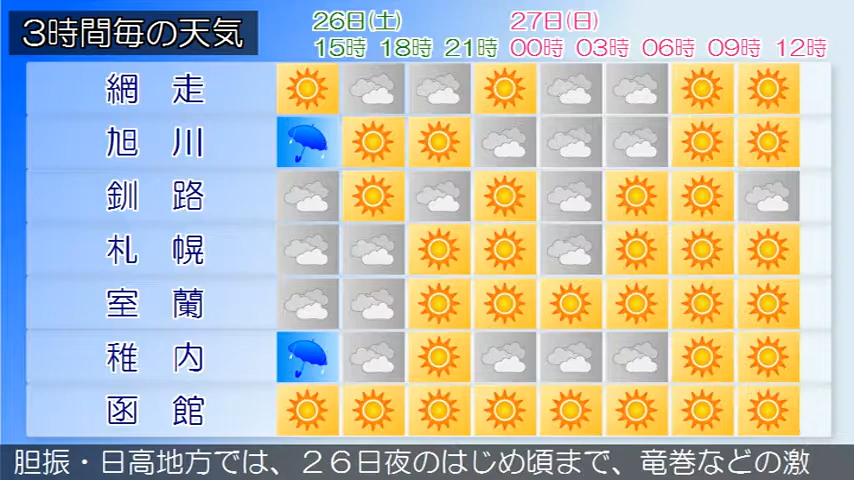 3時間毎の天気
26日(土) 27日(日)
15時 18時 21時 00時 03時 06時 09時 12時
網 走
旭 川
釧 路
札 幌
室 蘭
稚 内
函 館
胆振・日高地方では、２６日夜のはじめ頃まで、竜巻などの激